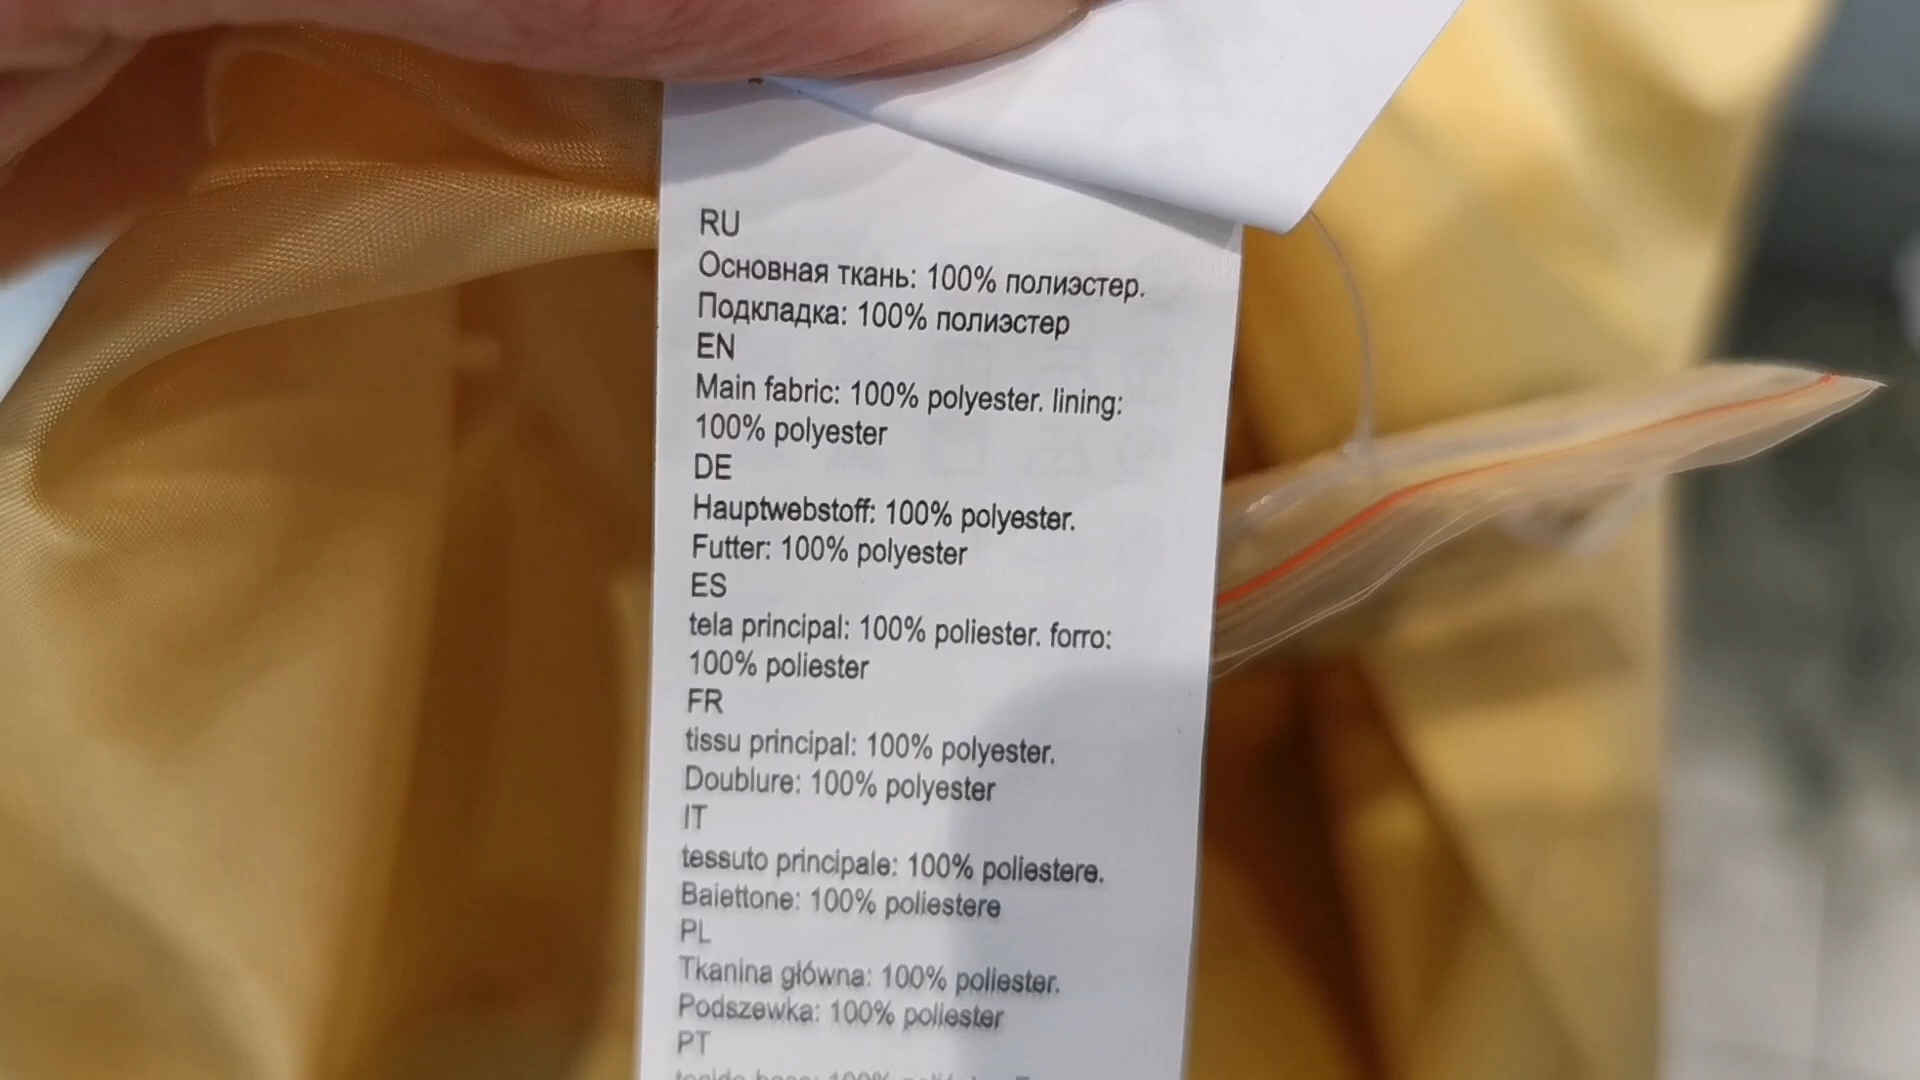 RU
Основная ткань: 100% полиэстер.
Подкладка: 100% полиэстер
EN
Main fabric: 100% polyester. lining:
100% polyester
DE
Hauptwebstoff: 100% polyester.
Futter: 100% polyester
ES
tela principal: 100% poliester. forro:
100% poliester
FR
tissu principal: 100% polyester.
Doublure: 100% polyester
IT
tessuto principale: 100% poliestere.
Baiettone: 100% poliestere
PL
Tkanina główna: 100% poliester.
Podszewka: 100% poliester
PT